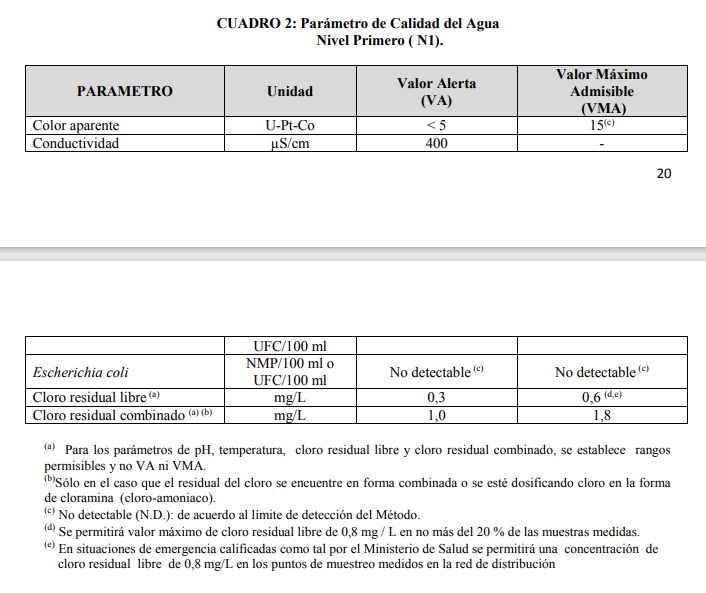 CUADRO 2: Parámetro de Calidad del Agua
Nivel Primero ( N1).
PARAMETRO Unidad Valor Alerta (VA) Valor Máximo Admisible (VMA)
Color aparente U-Pt-Co < 5 15(c)
Conductividad µS/cm 400 -
20
UFC/100 ml
Escherichia coli NMP/100 ml o UFC/100 ml No detectable (c) No detectable (c)
Cloro residual libre (a) mg/L 0,3 0,6 (d,e)
Cloro residual combinado (a) (b) mg/L 1,0 1,8
(a) Para los parámetros de pH, temperatura, cloro residual libre y cloro residual combinado, se establece rangos
permisibles y no VA ni VMA.
(b)Sólo en el caso que el residual del cloro se encuentre en forma combinada o se esté dosificando cloro en la forma
de cloramina (cloro-amoniaco).
(c) No detectable (N.D.): de acuerdo al límite de detección del Método.
(d) Se permitirá valor máximo de cloro residual libre de 0,8 mg / L en no más del 20 % de las muestras medidas.
(e) En situaciones de emergencia calificadas como tal por el Ministerio de Salud se permitirá una concentración de
cloro residual libre de 0,8 mg/L en los puntos de muestreo medidos en la red de distribución